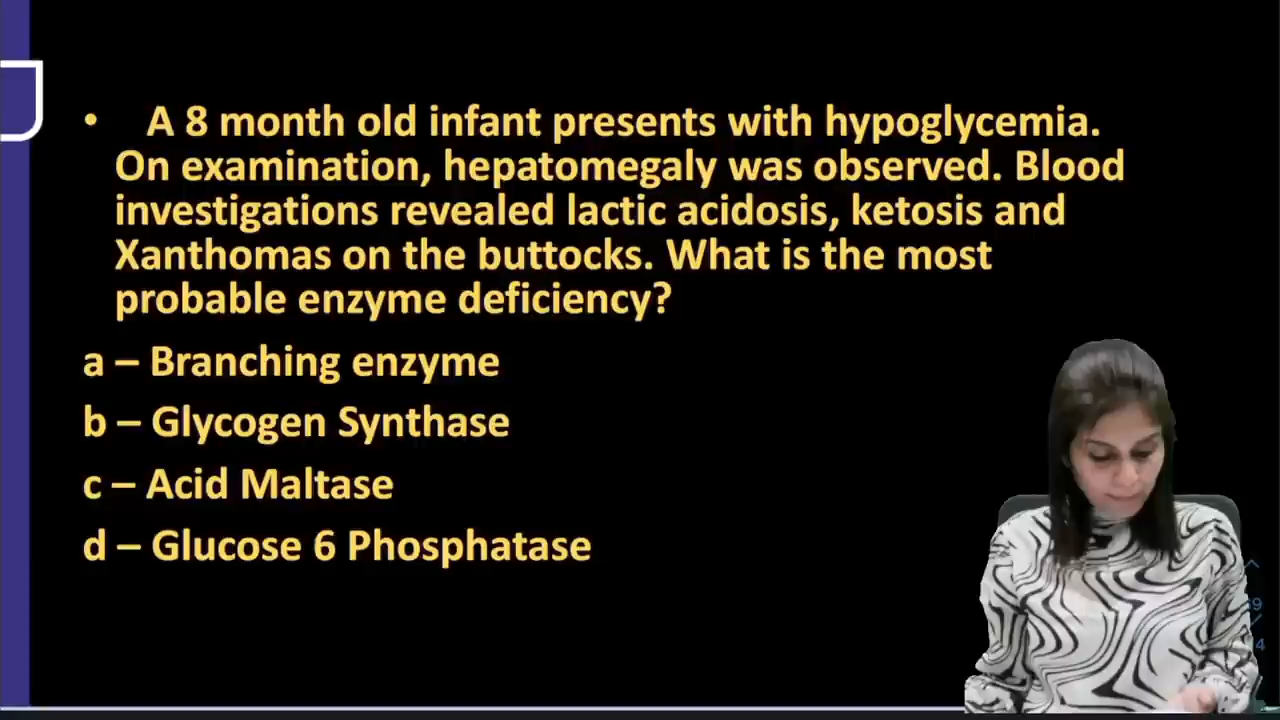 • A 8 month old infant presents with hypoglycemia.
On examination, hepatomegaly was observed. Blood
investigations revealed lactic acidosis, ketosis and
Xanthomas on the buttocks. What is the most
probable enzyme deficiency?
a – Branching enzyme
b – Glycogen Synthase
c – Acid Maltase
d – Glucose 6 Phosphatase